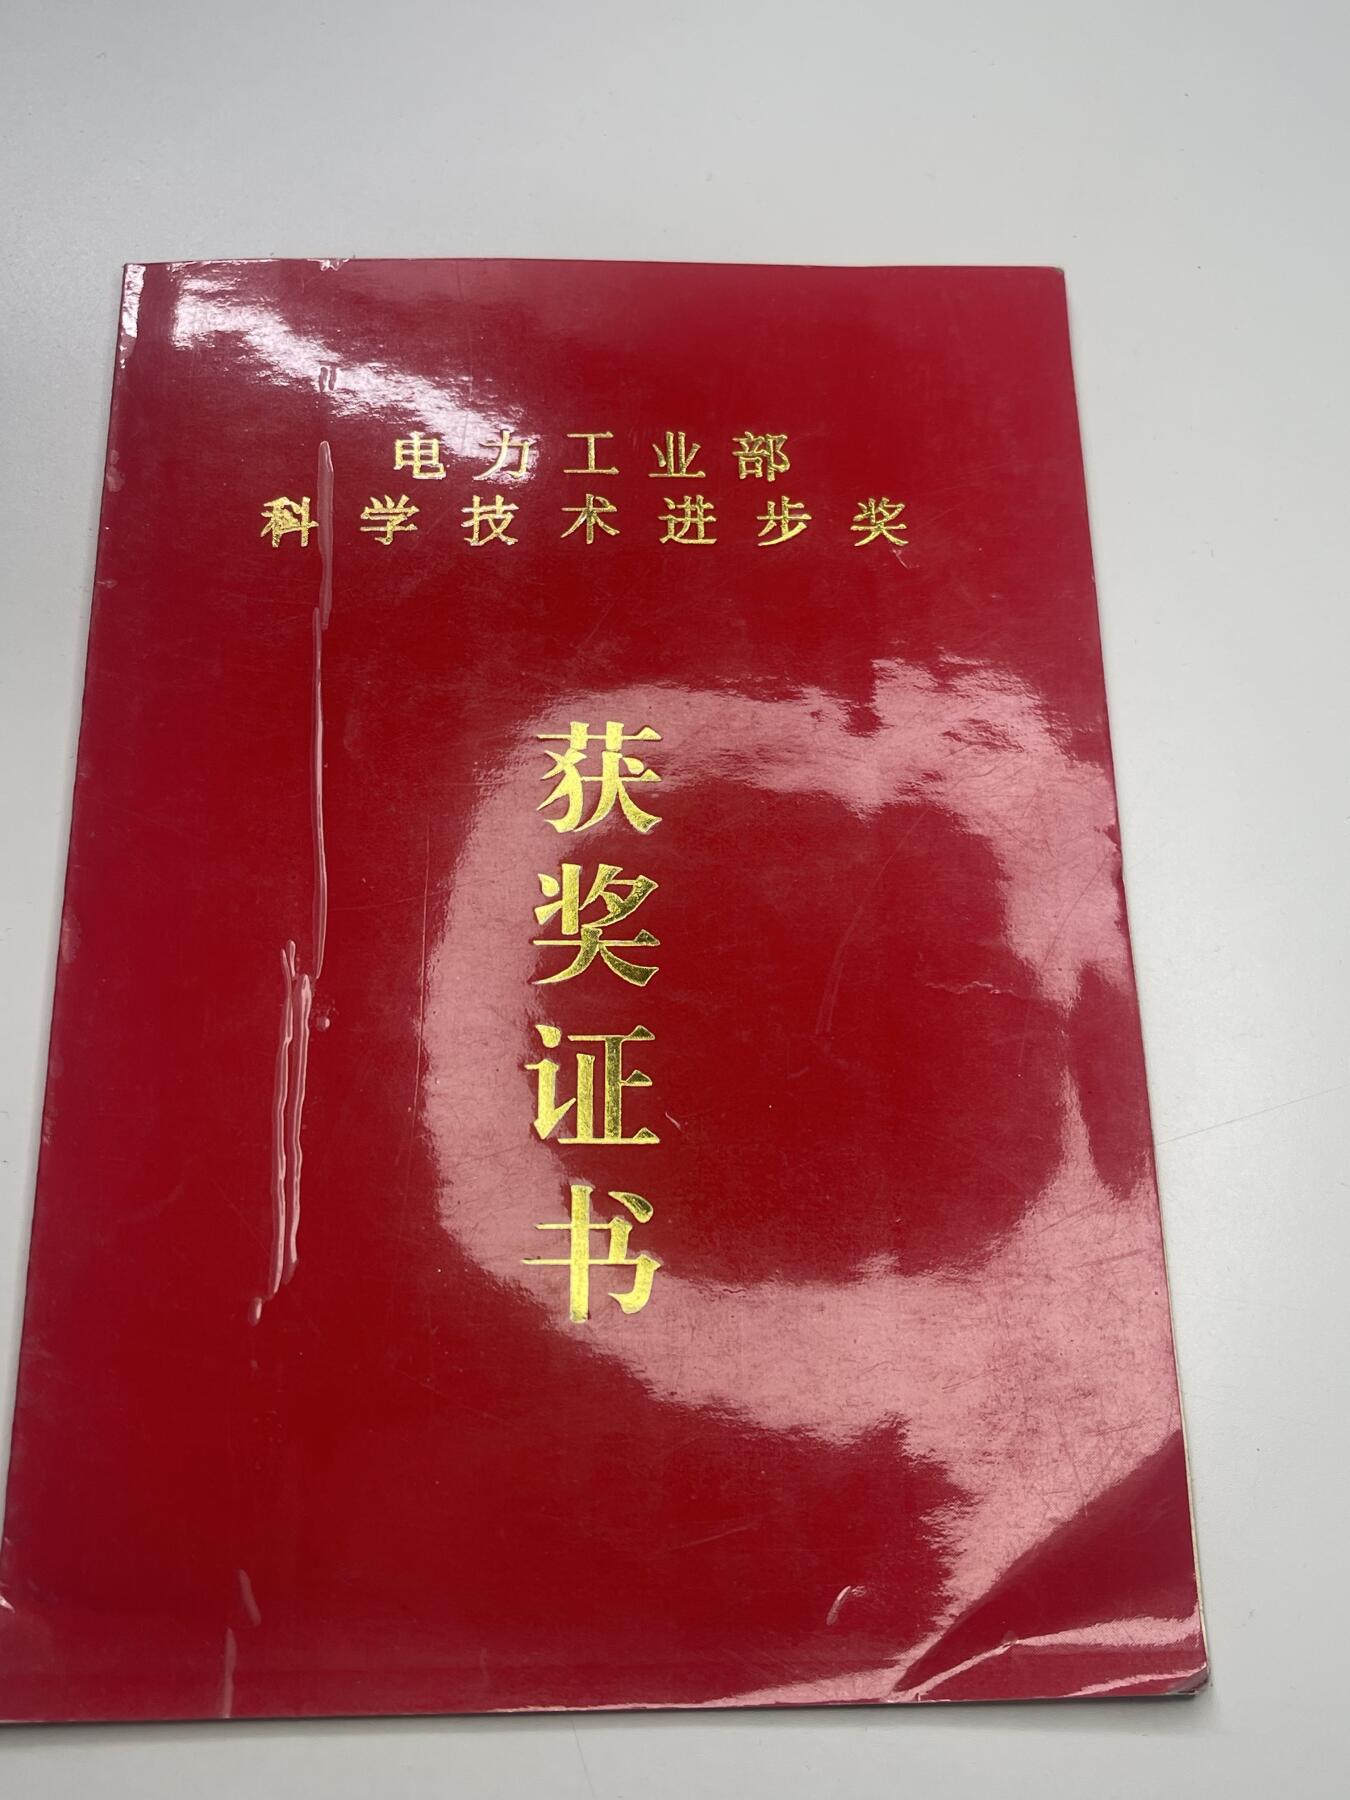 电力工业部
科学技术进步奖
获奖证书